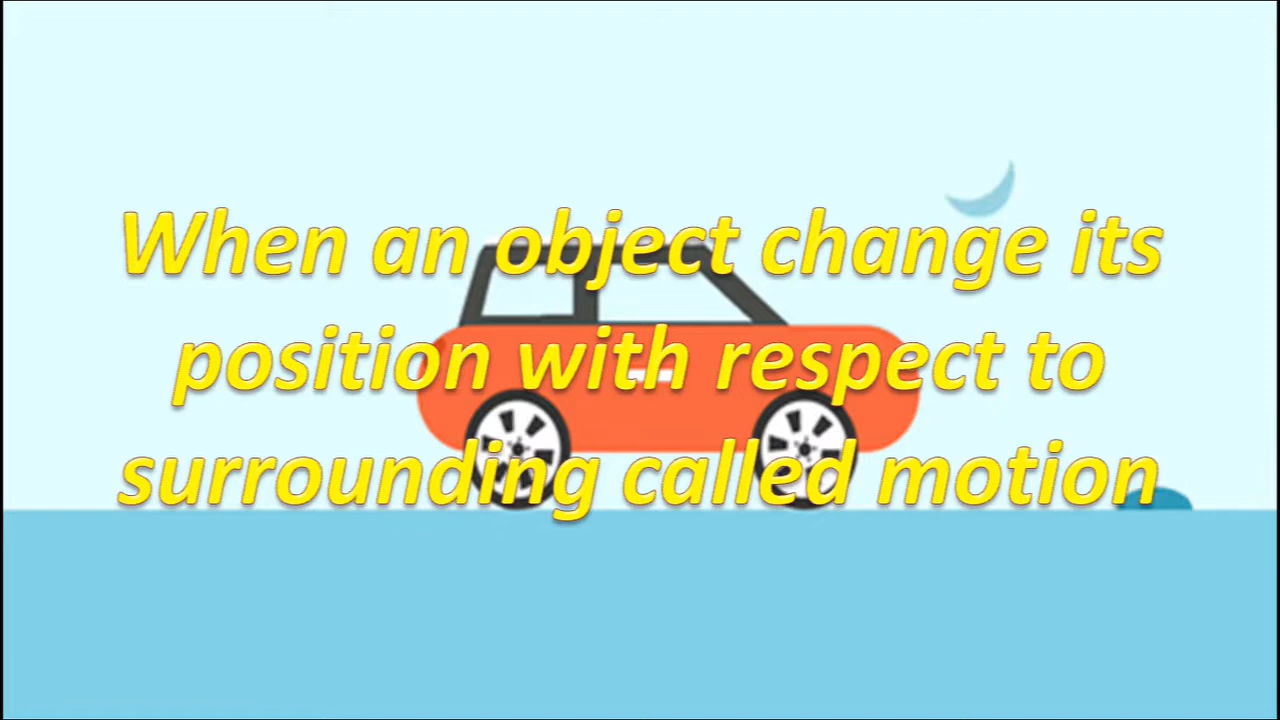 When an object change its
position with respect to
surrounding called motion